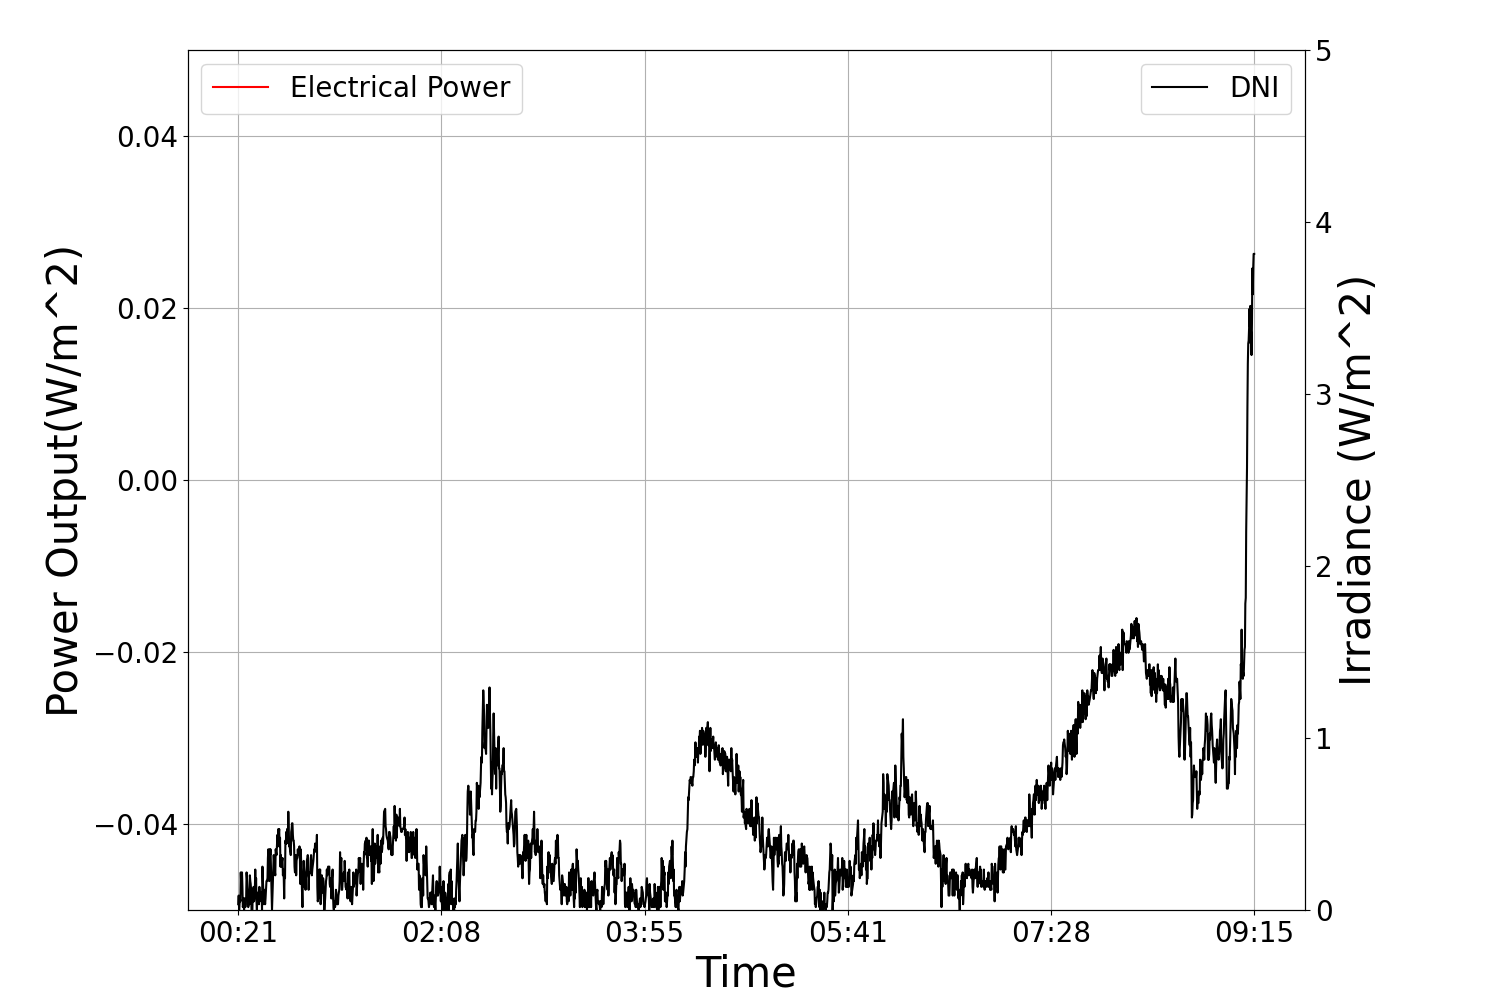 Electrical Power
DNI
Power Output(W/m^2)
0.04
0.02
0.00
−0.02
−0.04
5
4
3
2
1
0
Irradiance (W/m^2)
00:21 02:08 03:55 05:41 07:28 09:15
Time